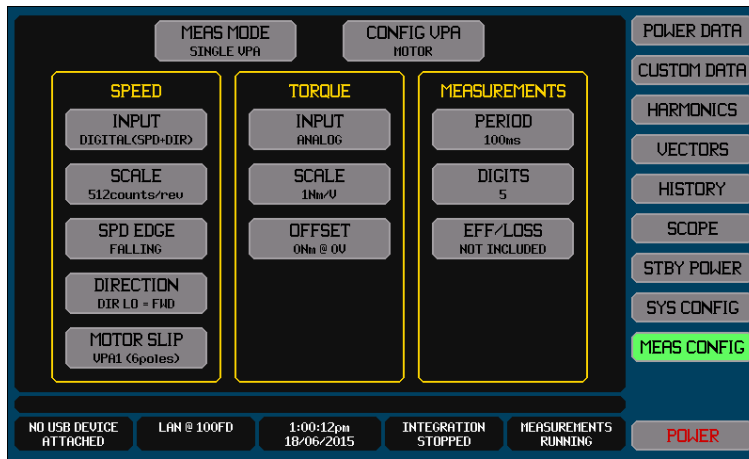 MEAS MODE
SINGLE VPA
CONFIG VPA
MOTOR
SPEED
INPUT
DIGITAL(SPD+DIR)
SCALE
512counts/rev
SPD EDGE
FALLING
DIRECTION
DIR LO = FWD
MOTOR SLIP
VPA1 (6poles)
TORQUE
INPUT
ANALOG
SCALE
1Nm/V
OFFSET
0Nm @ 0V
MEASUREMENTS
PERIOD
100ms
DIGITS
5
EFF/LOSS
NOT INCLUDED
POWER DATA
CUSTOM DATA
HARMONICS
VECTORS
HISTORY
SCOPE
STBY POWER
SYS CONFIG
MEAS CONFIG
POWER
NO USB DEVICE
ATTACHED
LAN @ 100FD
1:00:12pm
18/06/2015
INTEGRATION
STOPPED
MEASUREMENTS
RUNNING